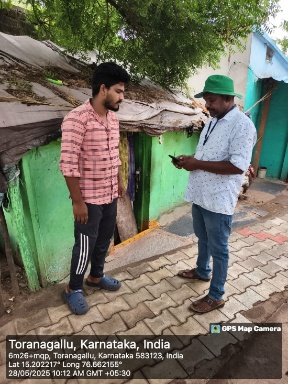 GPS Map Camera
Toranagallu, Karnataka, India
6m26+mqp, Toranagallu, Karnataka 583123, India
Lat 15.202217° Long 76.662155°
28/05/2025 10:12 AM GMT +05:30